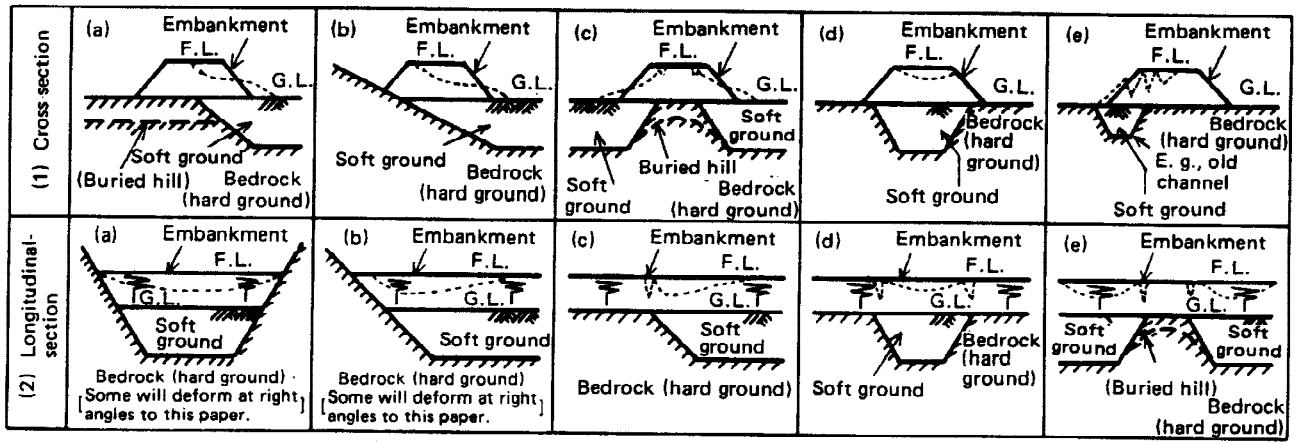 (1) Cross-section
(a)
Embankment
F.L.
G.L.
Soft ground
(Buried hill)
Bedrock
(hard ground)
(b)
Embankment
F.L.
G.L.
Soft ground
Bedrock
(hard ground)
(c)
Embankment
F.L.
G.L.
Soft
ground
Buried hill
Soft
ground
Bedrock
(hard ground)
(d)
Embankment
F.L.
G.L.
Bedrock
(hard
ground)
Soft ground
(e)
Embankment
F.L.
G.L.
Bedrock
(hard ground)
E. g., old
channel
Soft ground
(2) Longitudinal-
section
(a)
Embankment
F.L.
G.L.
Soft
ground
Bedrock (hard ground)
[Some will deform at right]
angles to this paper.
(b)
Embankment
F.L.
G.L.
Soft ground
Bedrock (hard ground)
[Some will deform at right]
angles to this paper.
(c)
Embankment
F.L.
G.L.
Soft
ground
Bedrock (hard ground)
(d)
Embankment
F.L.
G.L.
Bedrock
(hard
ground)
Soft ground
(e)
Embankment
F.L.
G.L.
Soft
ground
Soft
ground
(Buried hill)
Bedrock
(hard ground)